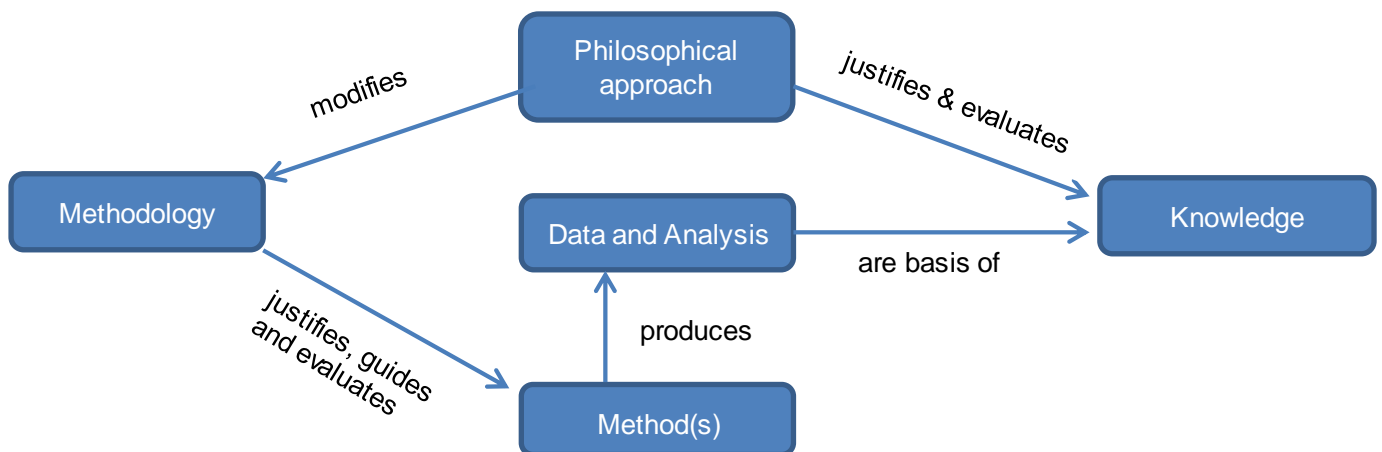 Philosophical
approach
modifies
justifies & evaluates
Methodology
Data and Analysis
Knowledge
are basis of
justifies, guides
and evaluates
produces
Method(s)